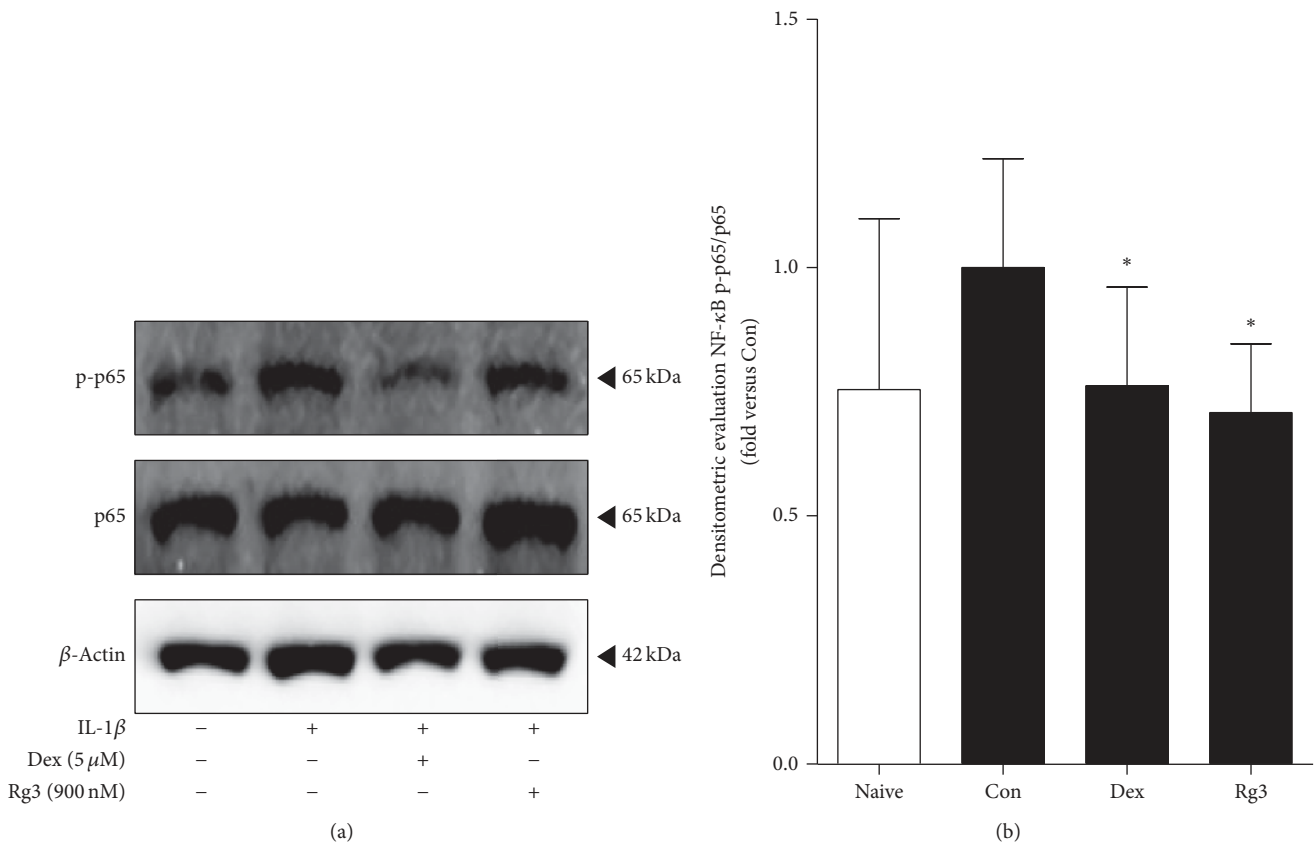 p-p65 ◀ 65 kDa
p65 ◀ 65 kDa
β-Actin ◀ 42 kDa
IL-1β − + + +
Dex (5 μM) − − + −
Rg3 (900 nM) − − − +
(a)
Densitometric evaluation NF-κB p-p65/p65
(fold versus Con)
1.5
1.0
0.5
0.0
* *
Naive Con Dex Rg3
(b)